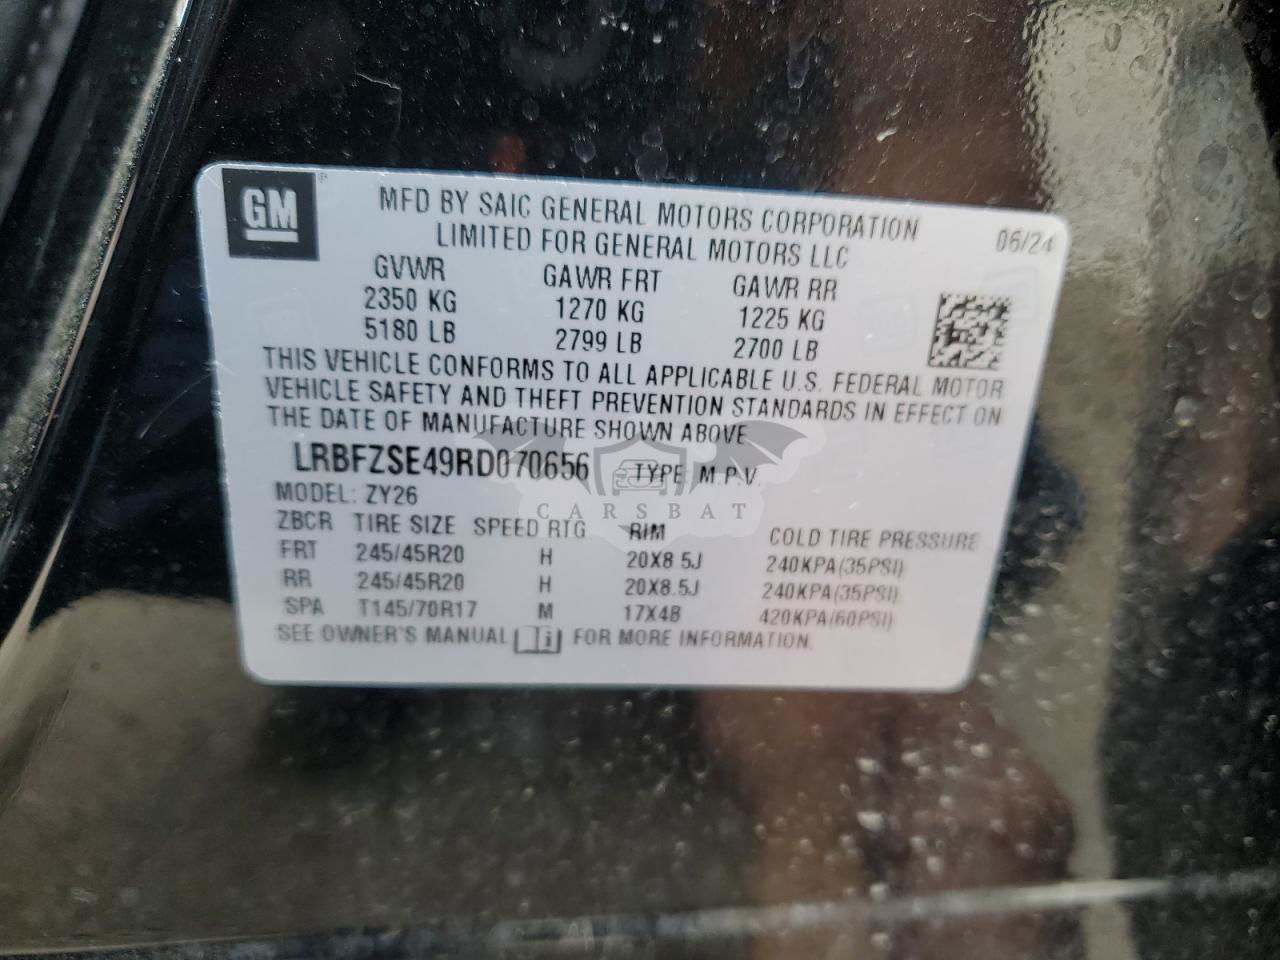 GM
MFD BY SAIC GENERAL MOTORS CORPORATION
LIMITED FOR GENERAL MOTORS LLC
06/24
GVWR GAWR FRT GAWR RR
2350 KG 1270 KG 1225 KG
5180 LB 2799 LB 2700 LB
THIS VEHICLE CONFORMS TO ALL APPLICABLE U.S. FEDERAL MOTOR
VEHICLE SAFETY AND THEFT PREVENTION STANDARDS IN EFFECT ON
THE DATE OF MANUFACTURE SHOWN ABOVE
LRBFZSE49RD070656 TYPE: M.P.V.
MODEL: ZY26
CARSBAT
ZBCR TIRE SIZE SPEED RTG RIM COLD TIRE PRESSURE
FRT 245/45R20 H 20X8.5J 240KPA(35PSI)
RR 245/45R20 H 20X8.5J 240KPA(35PSI)
SPA T145/70R17 M 17X4B 420KPA(60PSI)
SEE OWNER'S MANUAL i FOR MORE INFORMATION.